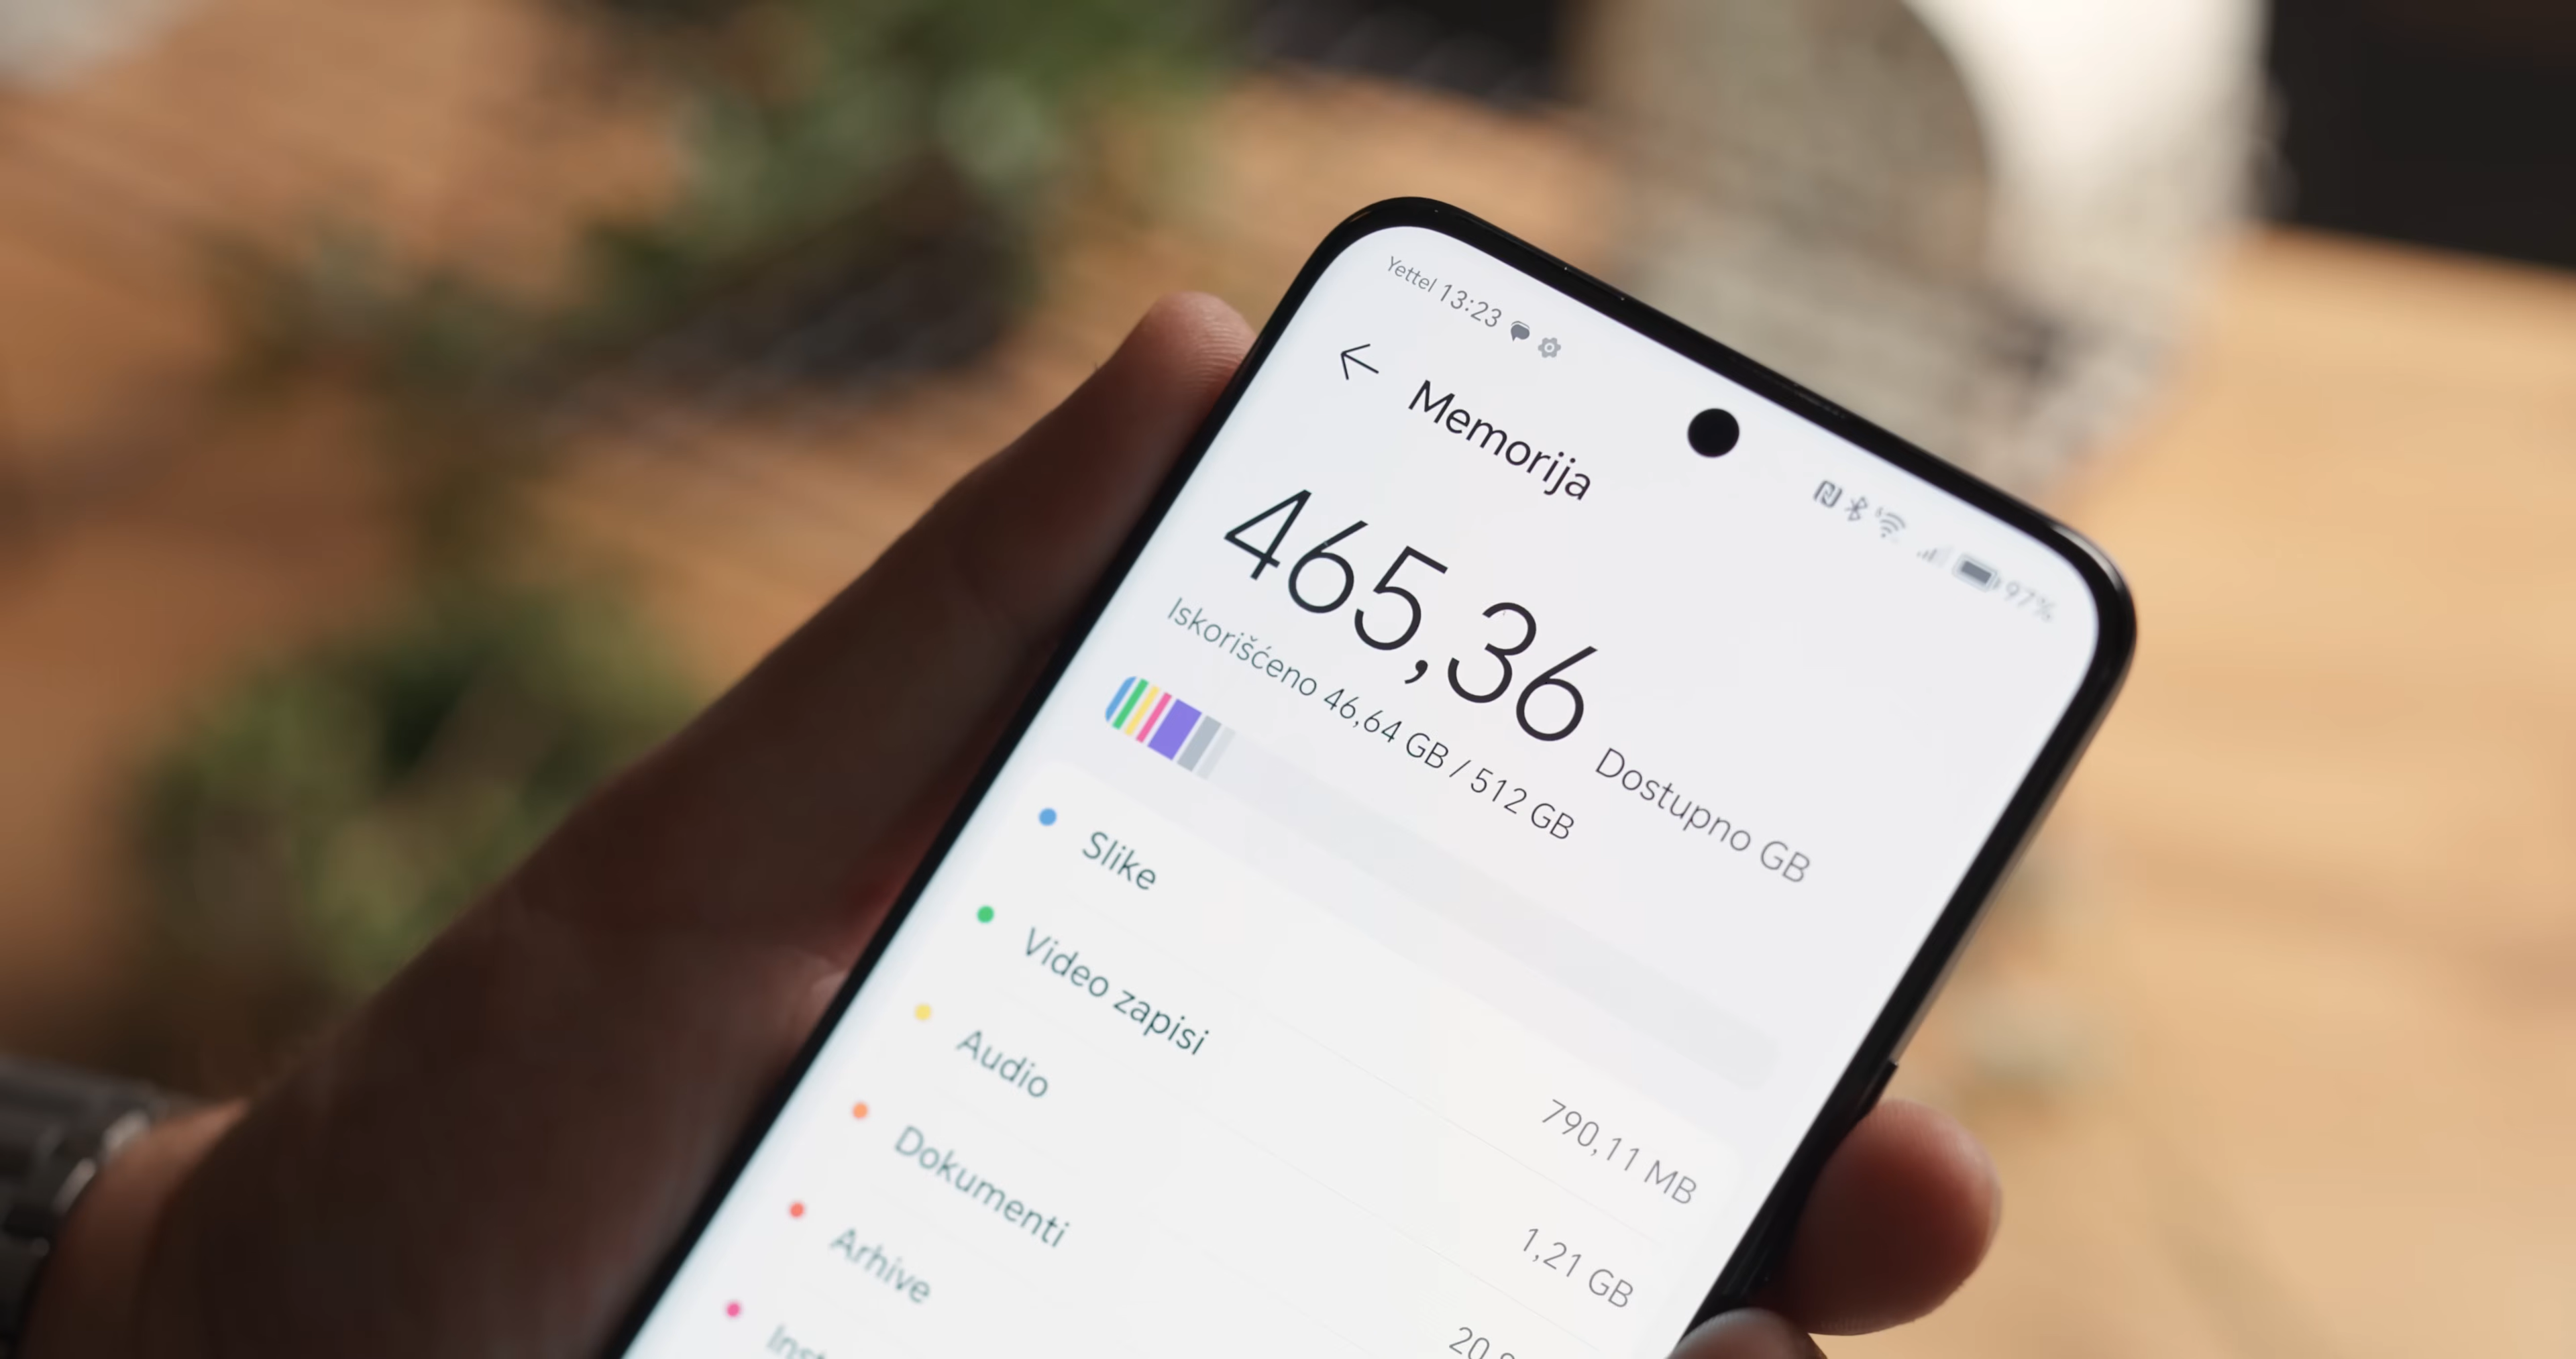 Yettel 13:23
97%
Memorija
465,36 Dostupno GB
Iskorišćeno 46,64 GB / 512 GB
Slike 790,11 MB
Video zapisi 1,21 GB
Audio
Dokumenti
Arhive